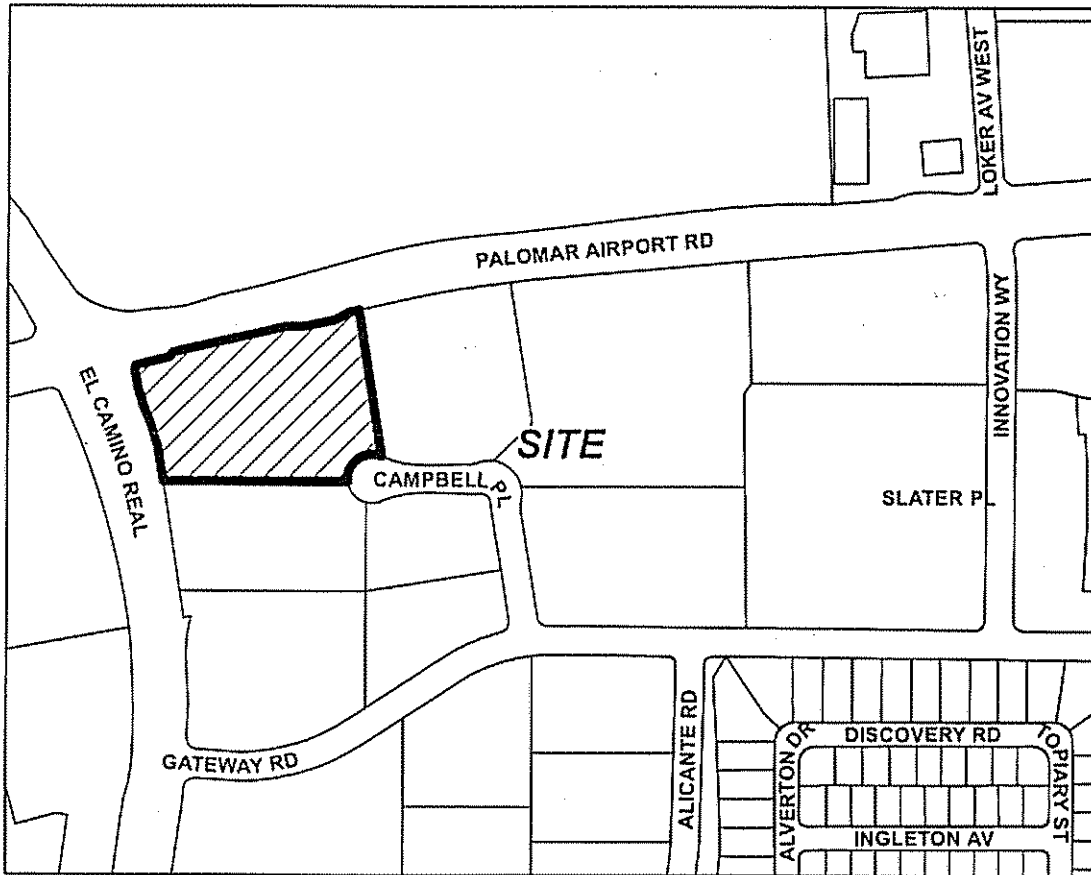 LOKER AV WEST
PALOMAR AIRPORT RD
EL CAMINO REAL
INNOVATION WY
SITE
CAMPBELL PL
SLATER PL
GATEWAY RD
ALICANTE RD
ALVERTON DR
DISCOVERY RD
TOPIARY ST
INGLETON AV